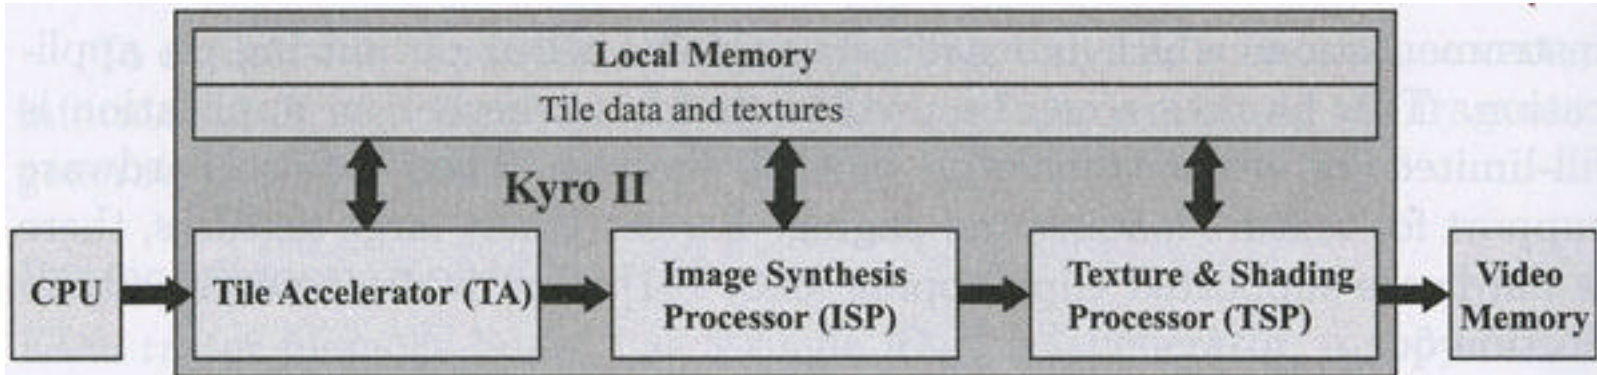 Local Memory
Tile data and textures
Kyro II
CPU
Tile Accelerator (TA)
Image Synthesis
Processor (ISP)
Texture & Shading
Processor (TSP)
Video
Memory